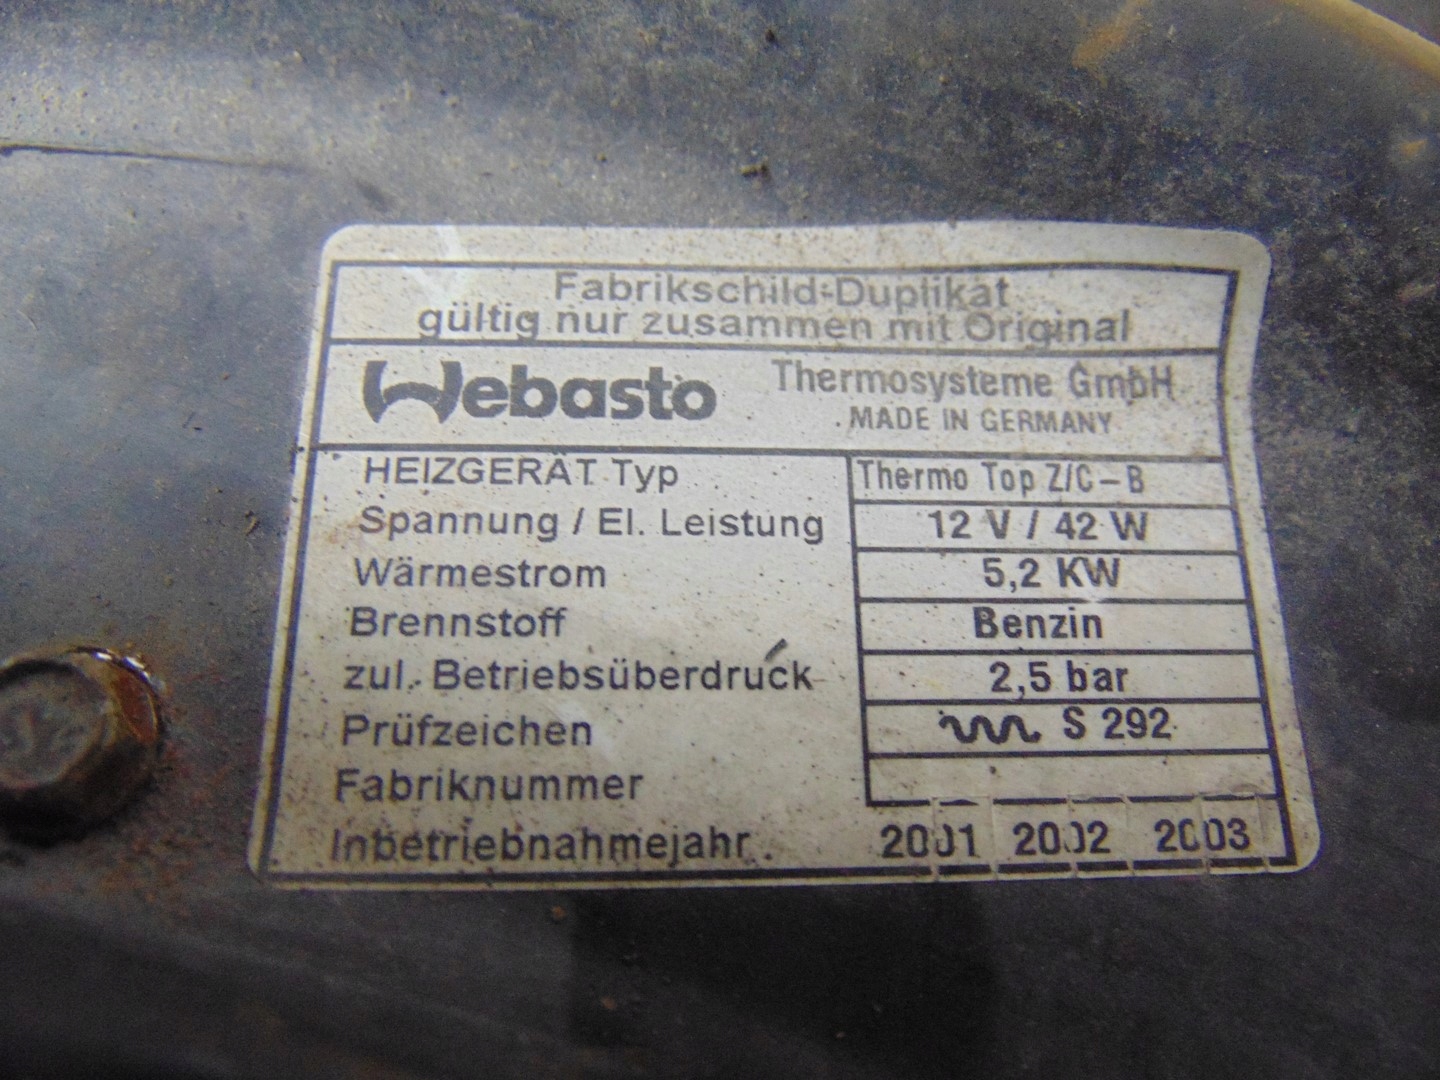 Fabrikschild-Duplikat
gültig nur zusammen mit Original
Webasto Thermosysteme GmbH
MADE IN GERMANY
HEIZGERÄT Typ Thermo Top Z/C – B
Spannung / El. Leistung 12 V / 42 W
Wärmestrom 5,2 KW
Brennstoff Benzin
zul. Betriebsüberdruck 2,5 bar
Prüfzeichen S 292
Fabriknummer
Inbetriebnahmejahr 2001 2002 2003